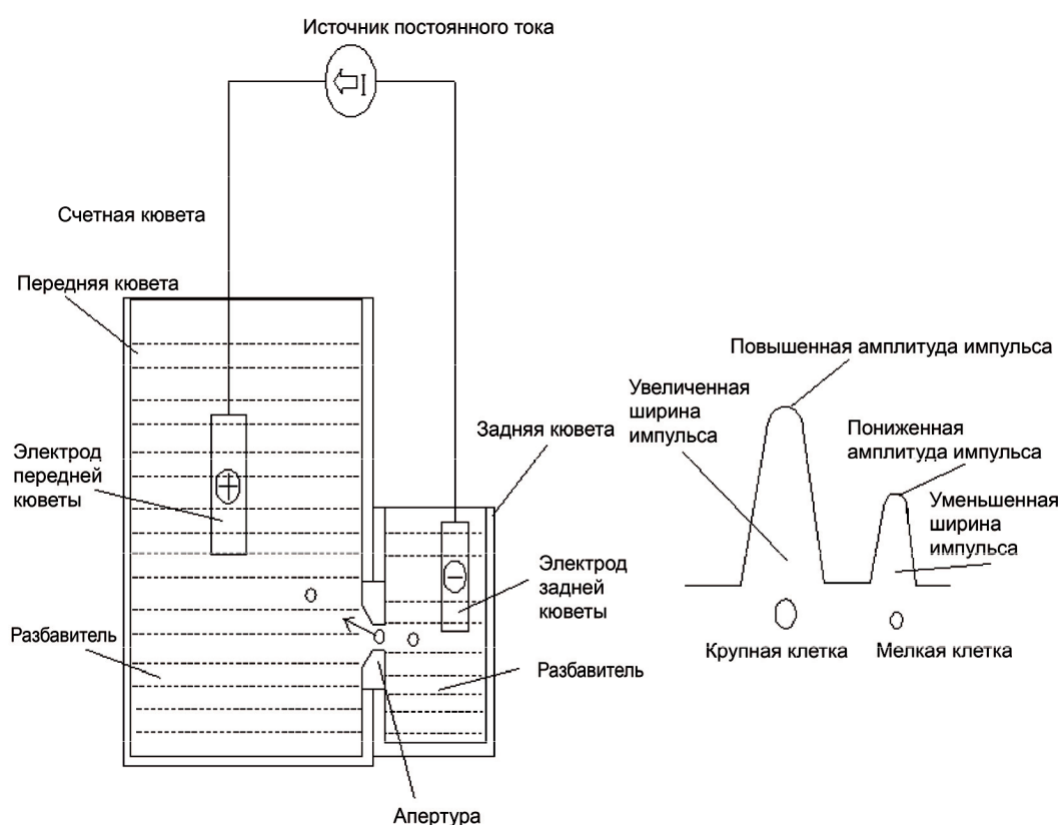 Источник постоянного тока
I
Счетная кювета
Передняя кювета
Электрод
передней
кюветы
+
Разбавитель
Задняя кювета
−
Электрод
задней
кюветы
Разбавитель
Апертура
Повышенная амплитуда импульса
Увеличенная
ширина
импульса
Пониженная
амплитуда импульса
Уменьшенная
ширина
импульса
Крупная клетка
Мелкая клетка